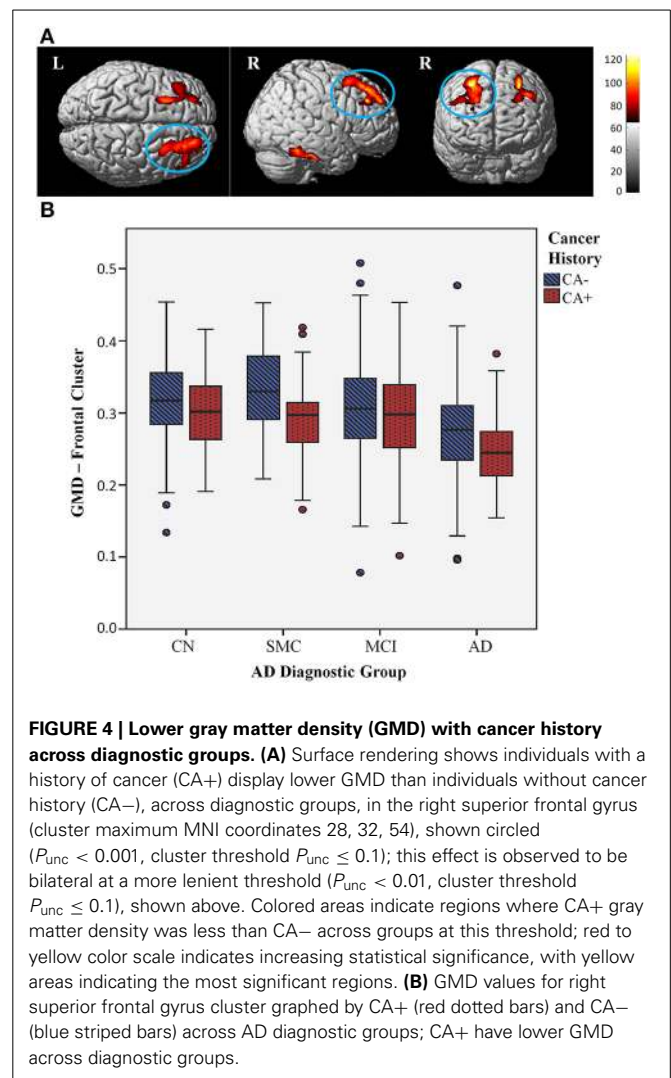 A
L
R
R
120
100
80
60
40
20
0
B
Cancer
History
CA-
CA+
0.5
0.4
0.3
0.2
0.1
0.0
GMD – Frontal Cluster
CN SMC MCI AD
AD Diagnostic Group
FIGURE 4 | Lower gray matter density (GMD) with cancer history
across diagnostic groups. (A) Surface rendering shows individuals with a
history of cancer (CA+) display lower GMD than individuals without cancer
history (CA−), across diagnostic groups, in the right superior frontal gyrus
(cluster maximum MNI coordinates 28, 32, 54), shown circled
(Punc < 0.001, cluster threshold Punc ≤ 0.1); this effect is observed to be
bilateral at a more lenient threshold (Punc < 0.01, cluster threshold
Punc ≤ 0.1), shown above. Colored areas indicate regions where CA+ gray
matter density was less than CA− across groups at this threshold; red to
yellow color scale indicates increasing statistical significance, with yellow
areas indicating the most significant regions. (B) GMD values for right
superior frontal gyrus cluster graphed by CA+ (red dotted bars) and CA−
(blue striped bars) across AD diagnostic groups; CA+ have lower GMD
across diagnostic groups.